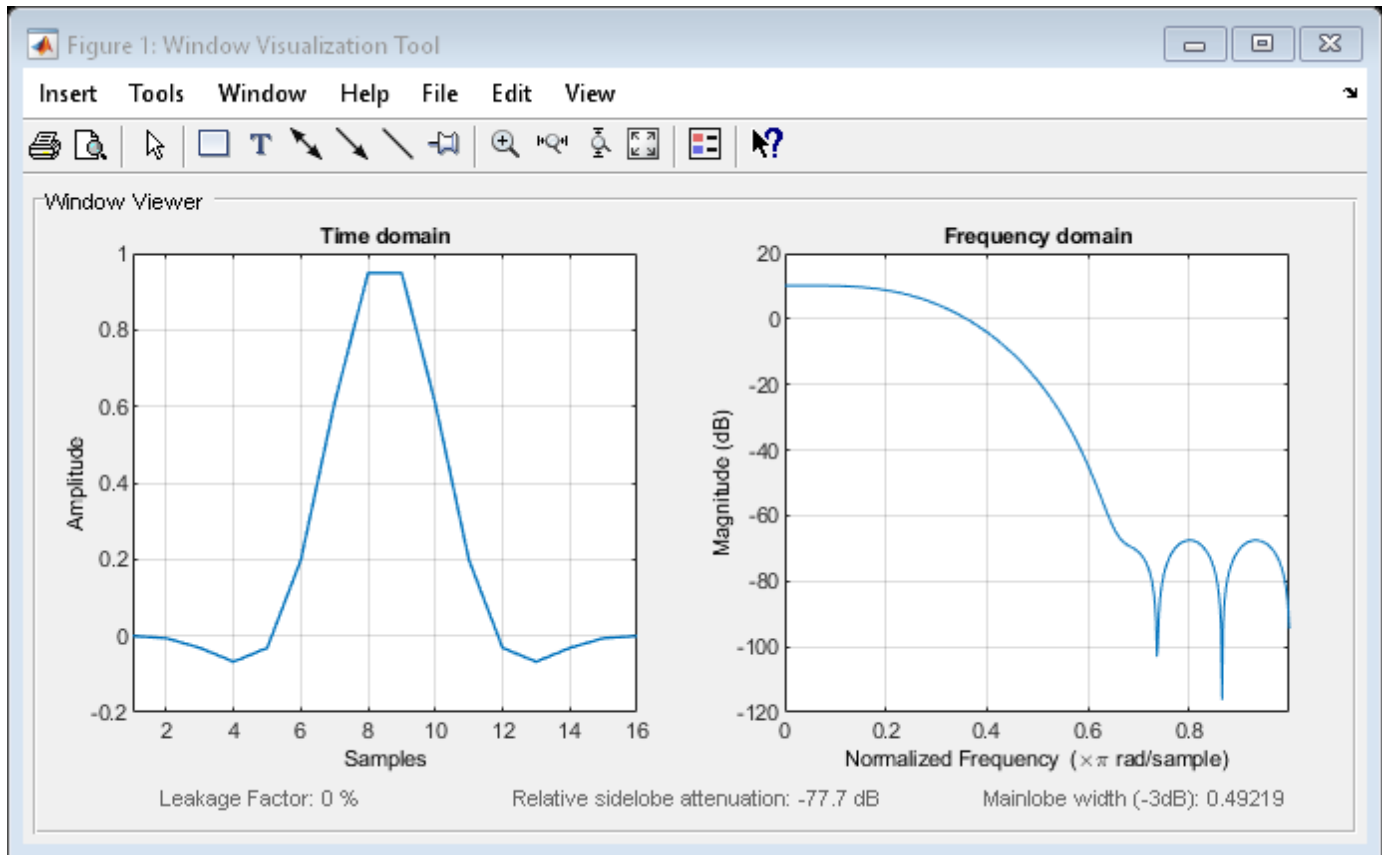 Figure 1: Window Visualization Tool
Insert Tools Window Help File Edit View
T
?
Window Viewer
Time domain
1
0.8
0.6
0.4
0.2
0
-0.2
Amplitude
2 4 6 8 10 12 14 16
Samples
Frequency domain
20
0
-20
-40
-60
-80
-100
-120
Magnitude (dB)
0 0.2 0.4 0.6 0.8
Normalized Frequency (×π rad/sample)
Leakage Factor: 0 %
Relative sidelobe attenuation: -77.7 dB
Mainlobe width (-3dB): 0.49219